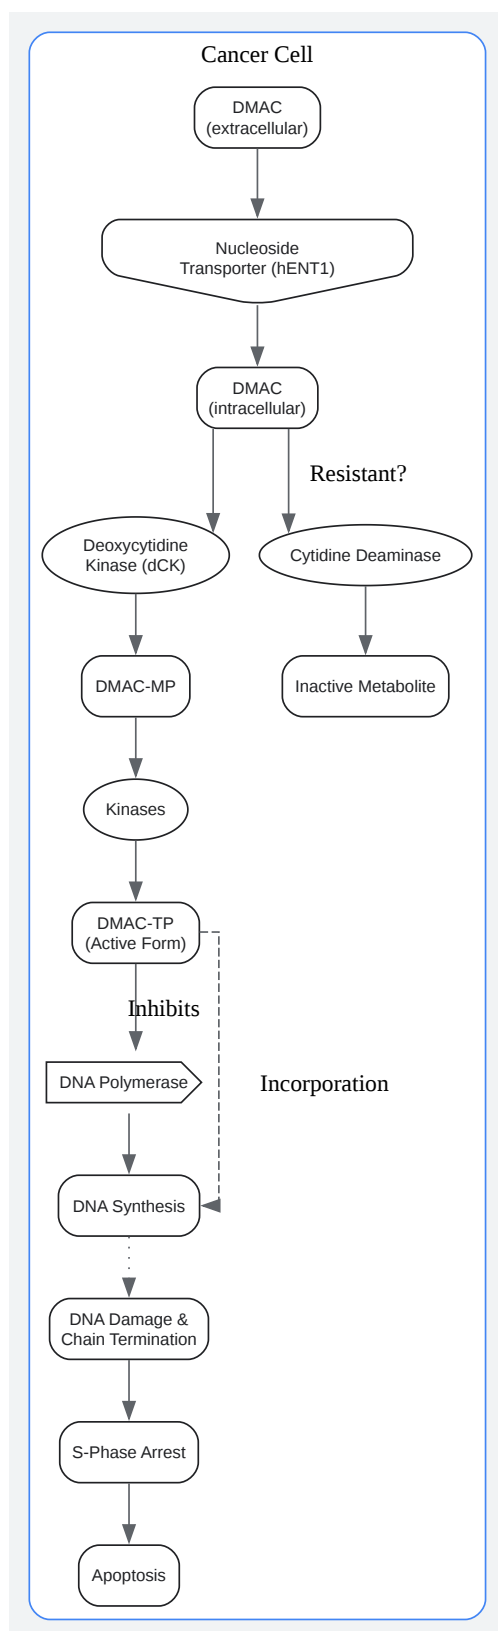 Cancer Cell
DMAC
(extracellular)
Nucleoside
Transporter (hENT1)
DMAC
(intracellular)
Resistant?
Deoxycytidine
Kinase (dCK)
Cytidine Deaminase
DMAC-MP
Inactive Metabolite
Kinases
DMAC-TP
(Active Form)
Inhibits
DNA Polymerase
Incorporation
DNA Synthesis
DNA Damage &
Chain Termination
S-Phase Arrest
Apoptosis